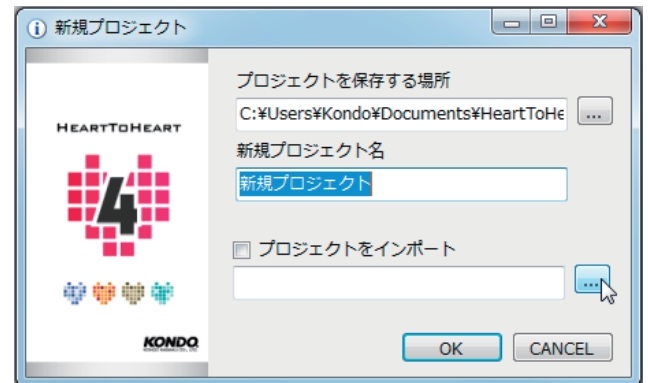 新規プロジェクト
プロジェクトを保存する場所
C:¥Users¥Kondo¥Documents¥HeartToHe
...
HEARTTOHEART
新規プロジェクト名
新規プロジェクト
4
プロジェクトをインポート
...
KONDO
OK
CANCEL